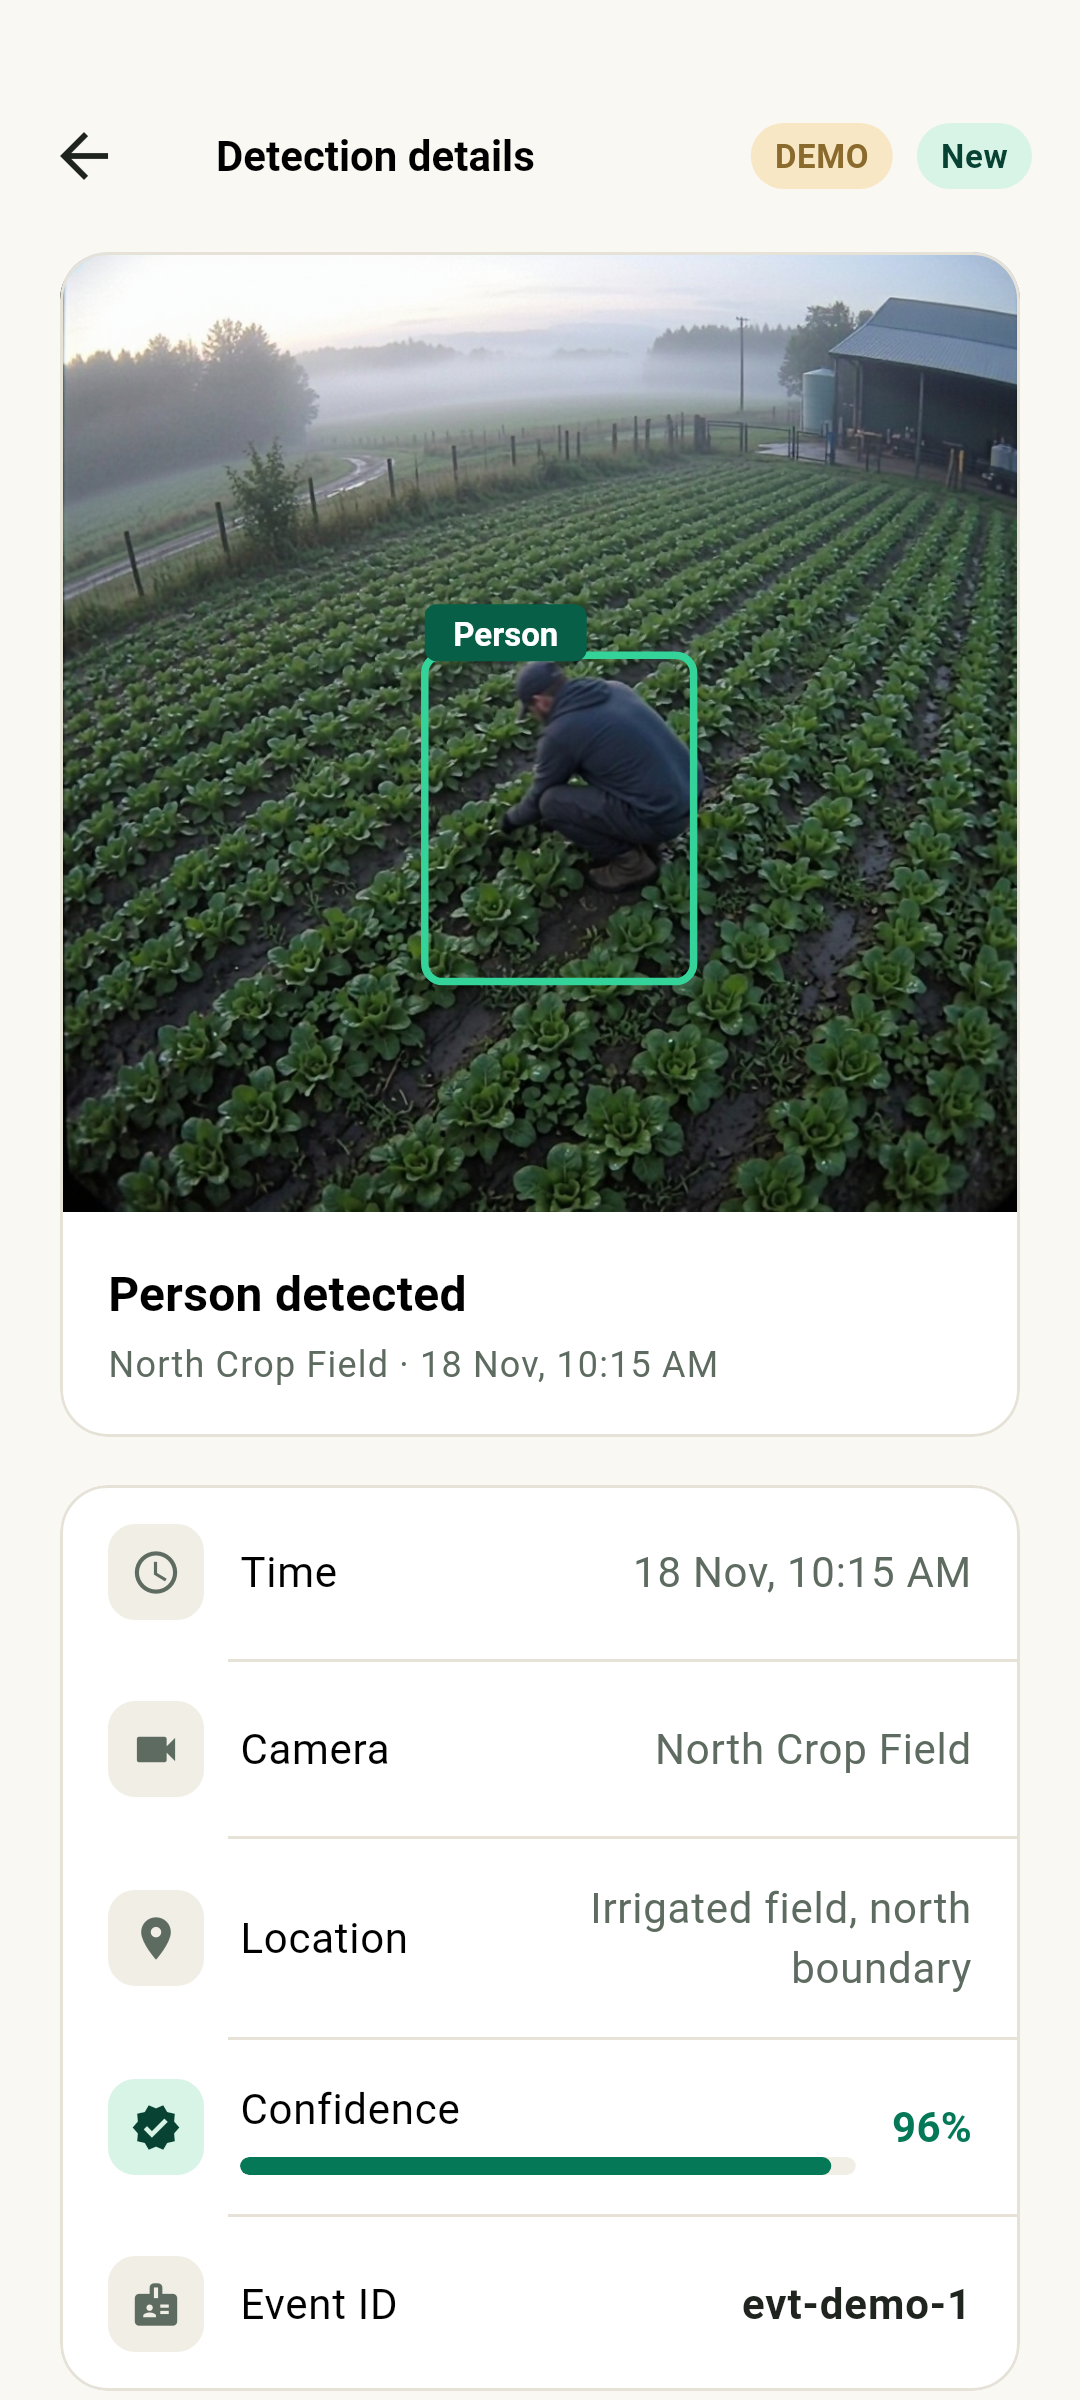 Detection details
DEMO
New
Person
Person detected
North Crop Field · 18 Nov, 10:15 AM
Time
18 Nov, 10:15 AM
Camera
North Crop Field
Location
Irrigated field, north
boundary
Confidence
96%
Event ID
evt-demo-1